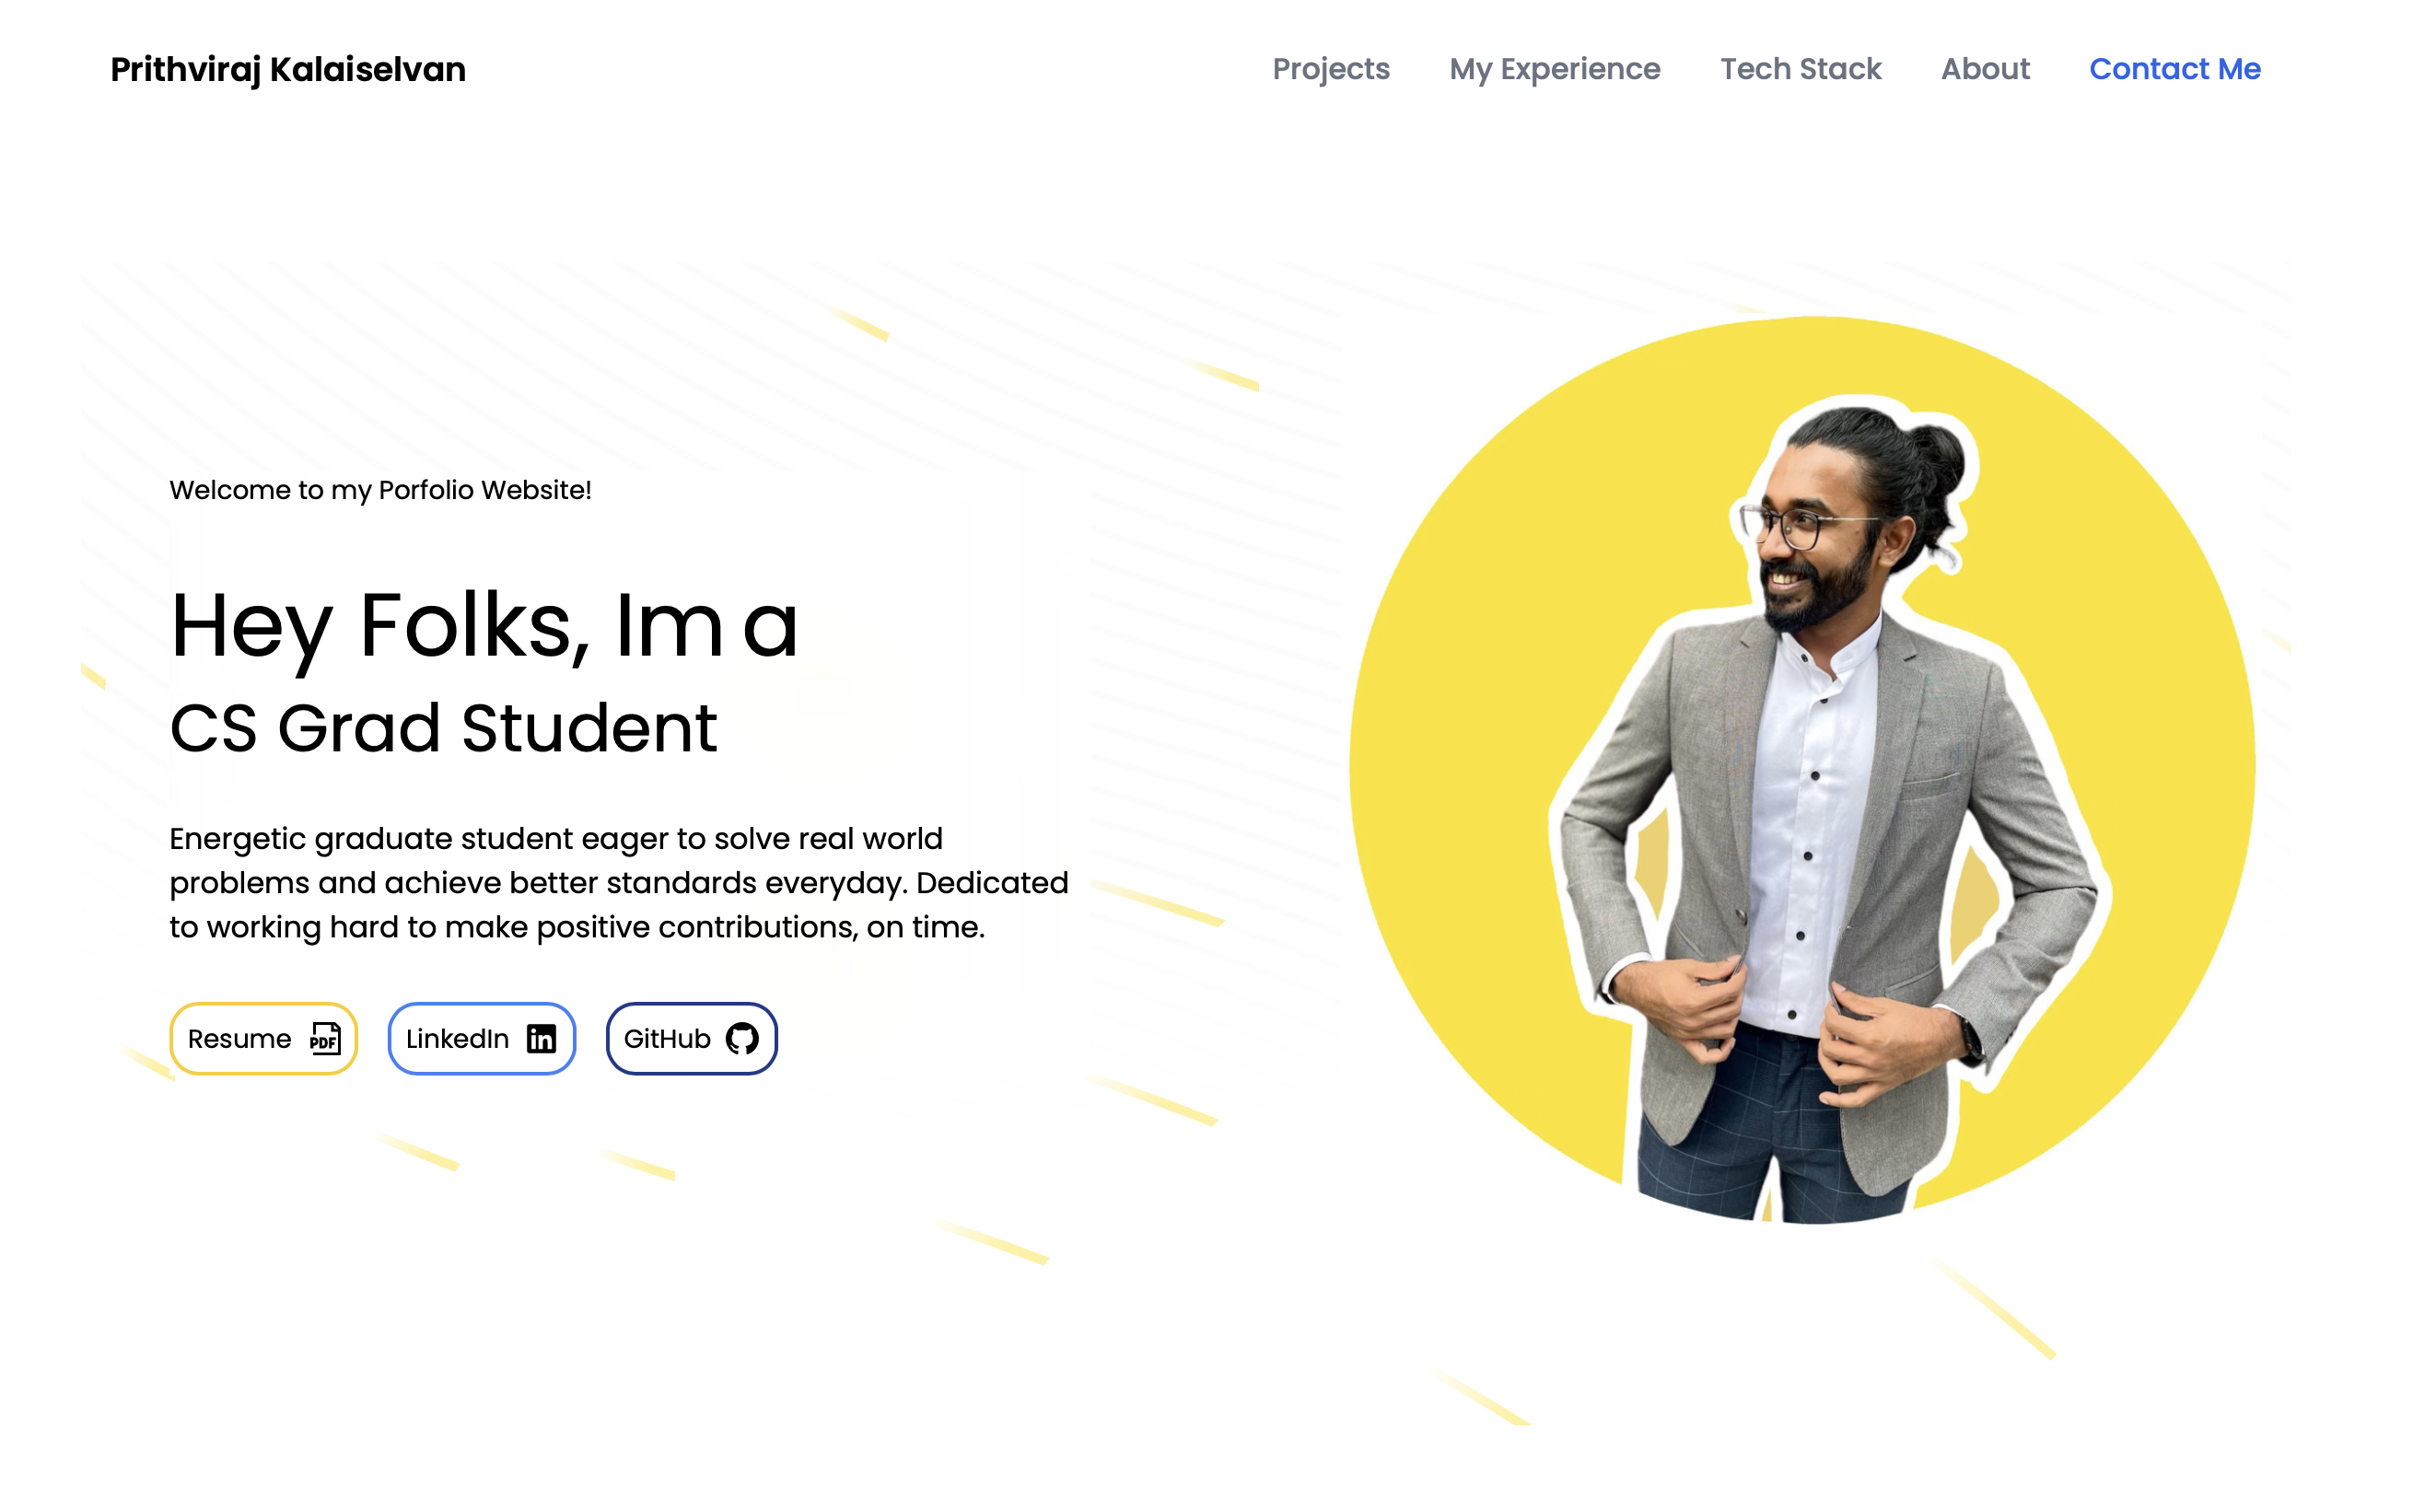 Prithviraj Kalaiselvan
Projects My Experience Tech Stack About Contact Me
Welcome to my Porfolio Website!
Hey Folks, Im a
CS Grad Student
Energetic graduate student eager to solve real world
problems and achieve better standards everyday. Dedicated
to working hard to make positive contributions, on time.
Resume PDF LinkedIn in GitHub